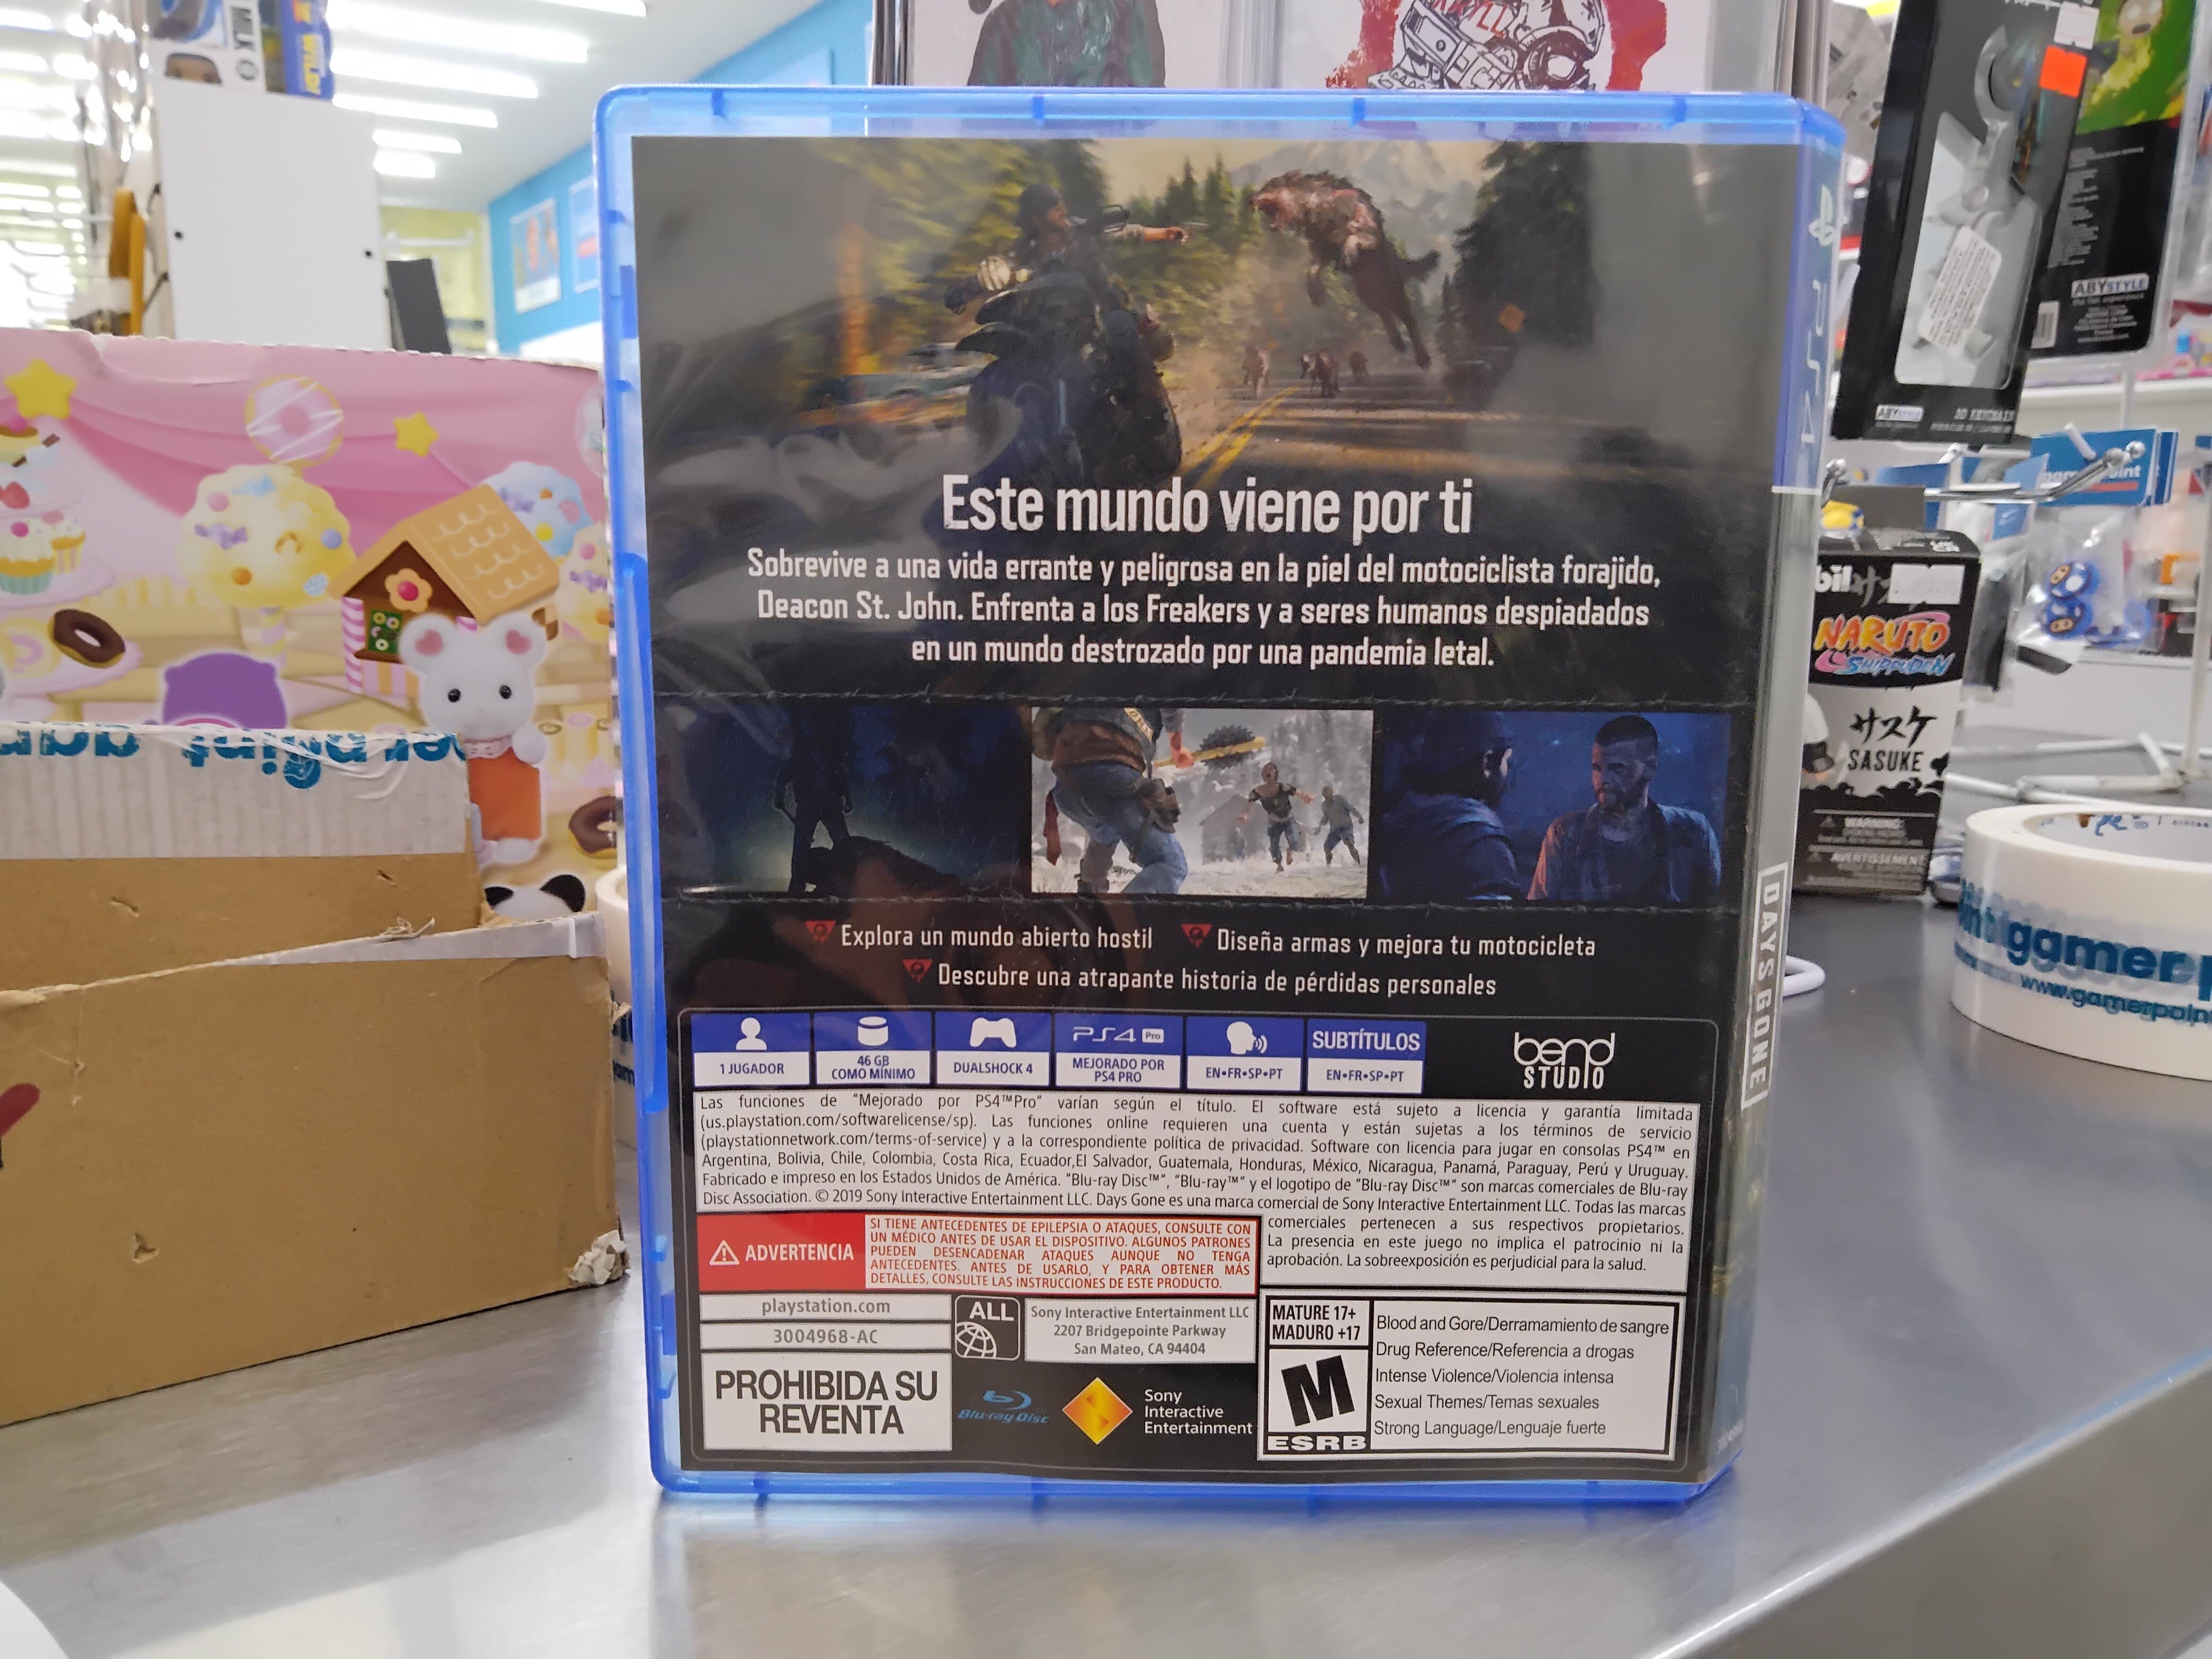 Este mundo viene por ti
Sobrevive a una vida errante y peligrosa en la piel del motociclista forajido,
Deacon St. John. Enfrenta a los Freakers y a seres humanos despiadados
en un mundo destrozado por una pandemia letal.
Explora un mundo abierto hostil
Diseña armas y mejora tu motocicleta
Descubre una atrapante historia de pérdidas personales
1 JUGADOR
46 GB
COMO MÍNIMO
DUALSHOCK 4
PS4 Pro
MEJORADO POR
PS4 PRO
EN•FR•SP•PT
SUBTÍTULOS
EN•FR•SP•PT
bend
STUDIO
Las funciones de "Mejorado por PS4™Pro" varían según el título. El software está sujeto a licencia y garantía limitada
(us.playstation.com/softwarelicense/sp). Las funciones online requieren una cuenta y están sujetas a los términos de servicio
(playstationnetwork.com/terms-of-service) y a la correspondiente política de privacidad. Software con licencia para jugar en consolas PS4™ en
Argentina, Bolivia, Chile, Colombia, Costa Rica, Ecuador,El Salvador, Guatemala, Honduras, México, Nicaragua, Panamá, Paraguay, Perú y Uruguay.
Fabricado e impreso en los Estados Unidos de América. "Blu-ray Disc™", "Blu-ray™" y el logotipo de "Blu-ray Disc™" son marcas comerciales de Blu-ray
Disc Association. © 2019 Sony Interactive Entertainment LLC. Days Gone es una marca comercial de Sony Interactive Entertainment LLC. Todas las marcas
comerciales pertenecen a sus respectivos propietarios.
La presencia en este juego no implica el patrocinio ni la
aprobación. La sobreexposición es perjudicial para la salud.
ADVERTENCIA
SI TIENE ANTECEDENTES DE EPILEPSIA O ATAQUES, CONSULTE CON
UN MÉDICO ANTES DE USAR EL DISPOSITIVO. ALGUNOS PATRONES
PUEDEN DESENCADENAR ATAQUES AUNQUE NO TENGA
ANTECEDENTES. ANTES DE USARLO, Y PARA OBTENER MÁS
DETALLES, CONSULTE LAS INSTRUCCIONES DE ESTE PRODUCTO.
playstation.com
3004968-AC
PROHIBIDA SU
REVENTA
ALL
Sony Interactive Entertainment LLC
2207 Bridgepointe Parkway
San Mateo, CA 94404
Blu-ray Disc
Sony
Interactive
Entertainment
MATURE 17+
MADURO +17
M
ESRB
Blood and Gore/Derramamiento de sangre
Drug Reference/Referencia a drogas
Intense Violence/Violencia intensa
Sexual Themes/Temas sexuales
Strong Language/Lenguaje fuerte
PS4
DAYS GONE
ABYSTYLE
ABYSTYLE
3D KEYCHAIN
NARUTO
SHIPPUDEN
サスケ
SASUKE
WARNING
AVERTISSEMENT
gamerp
www.gamerpoin
MILK